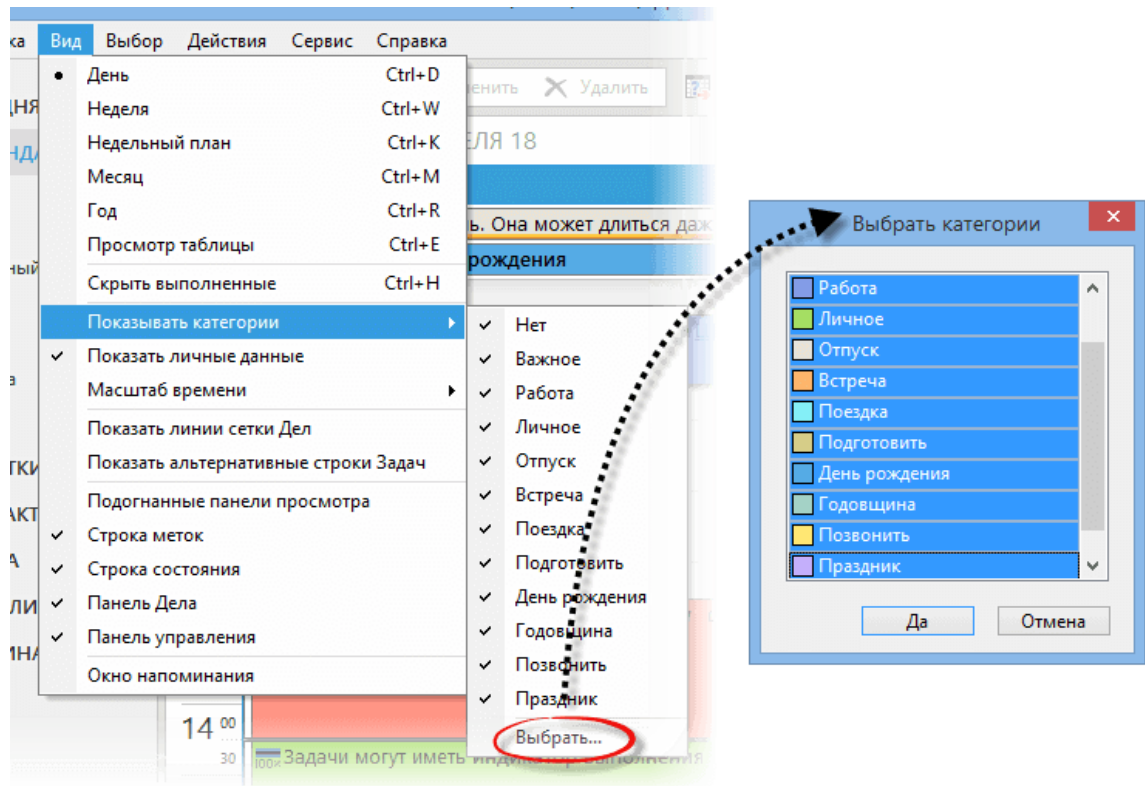 Вид Выбор Действия Сервис Справка
День Ctrl+D
Неделя Ctrl+W
Недельный план Ctrl+K
Месяц Ctrl+M
Год Ctrl+R
Просмотр таблицы Ctrl+E
Скрыть выполненные Ctrl+H
Показывать категории
Показать личные данные
Масштаб времени
Показать линии сетки Дел
Показать альтернативные строки Задач
Подогнанные панели просмотра
Строка меток
Строка состояния
Панель Дела
Панель управления
Окно напоминания
Удалить
18
Она может длиться
рождения
Нет
Важное
Работа
Личное
Отпуск
Встреча
Поездка
Подготовить
День рождения
Годовщина
Позвонить
Праздник
Выбрать...
14 00
30
100% Задачи могут иметь индикатор выполнения
Выбрать категории
Работа
Личное
Отпуск
Встреча
Поездка
Подготовить
День рождения
Годовщина
Позвонить
Праздник
Да Отмена